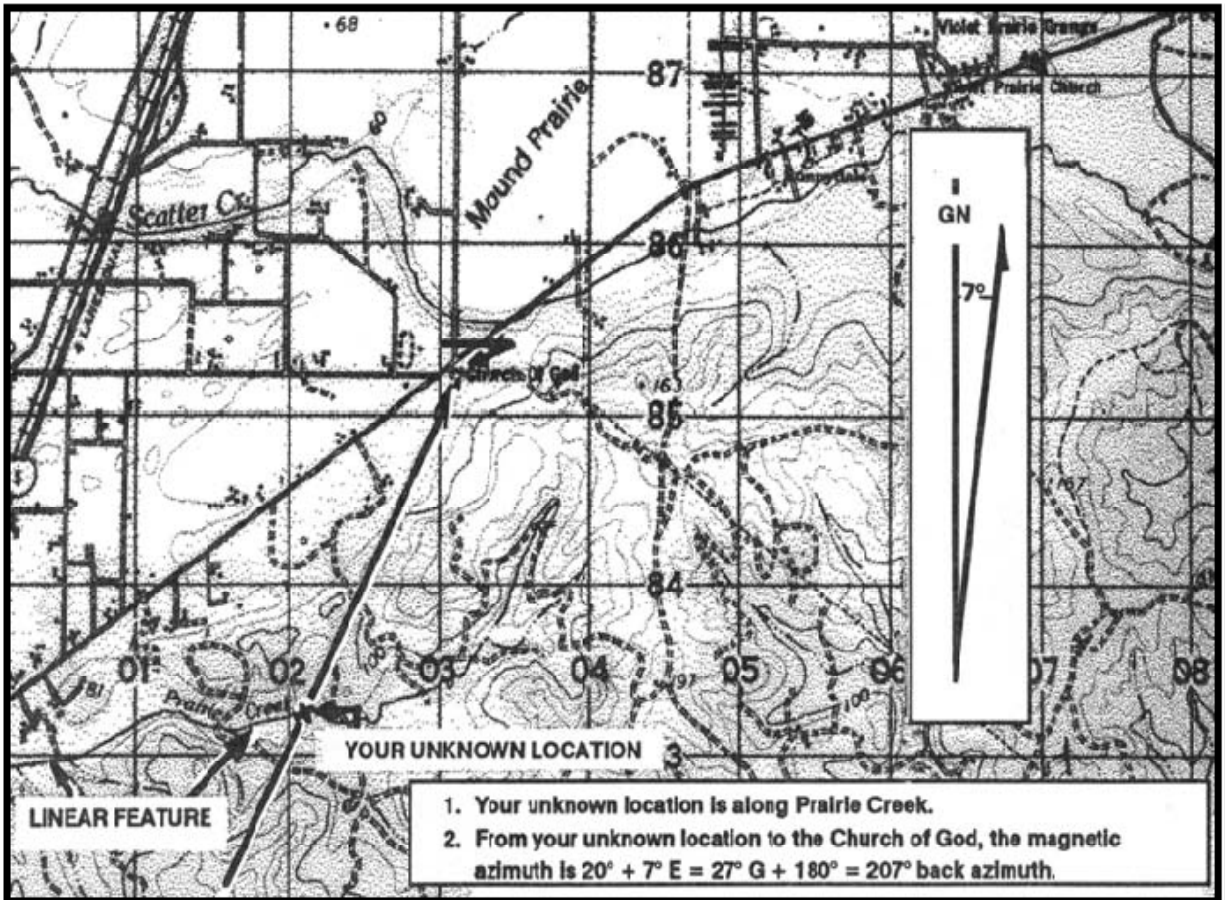 68
Violet Prairie Grange
87
Violet Prairie Church
60
Mound Prairie
Scatter Cr
GN
86
7°
Church Of God
163
85
167
84
01
02
03
04
05
06
07
08
100
97
81
Prairie Creek
100
YOUR UNKNOWN LOCATION
3
LINEAR FEATURE
1. Your unknown location is along Prairie Creek.
2. From your unknown location to the Church of God, the magnetic
azimuth is 20° + 7° E = 27° G + 180° = 207° back azimuth.